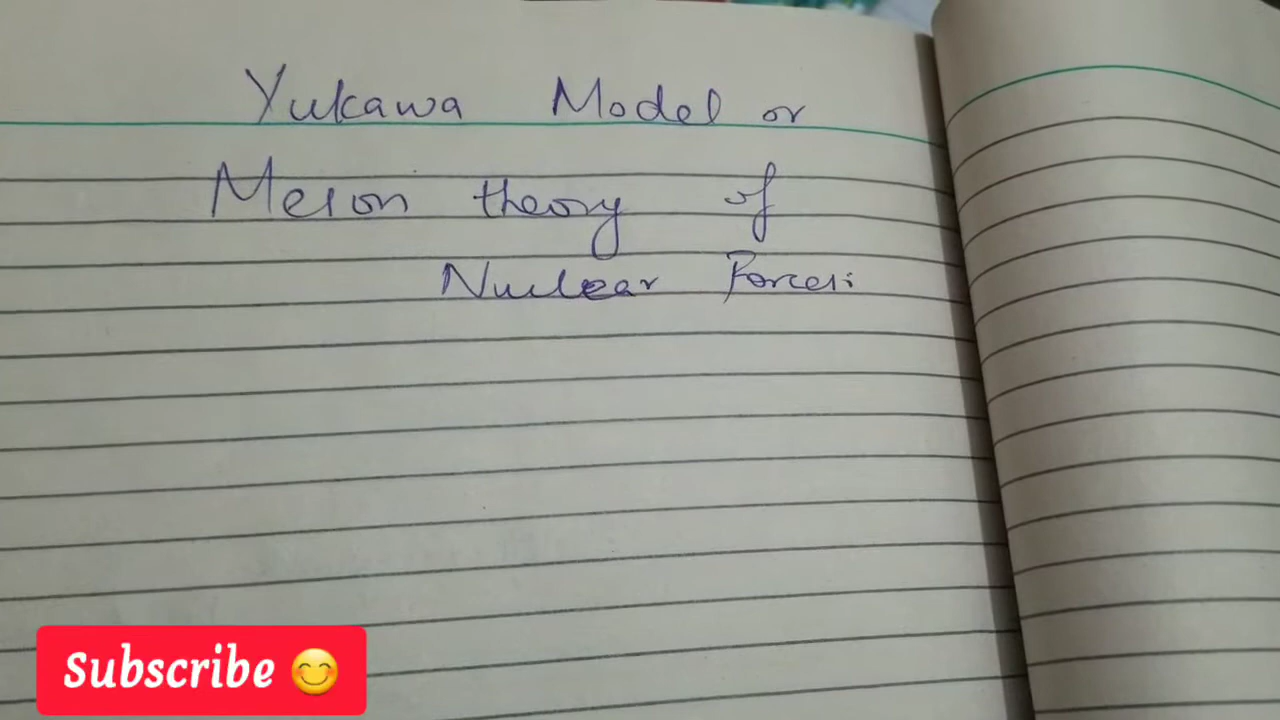 Yukawa Model or
Meson theory of
Nuclear Forces:
Subscribe 😊